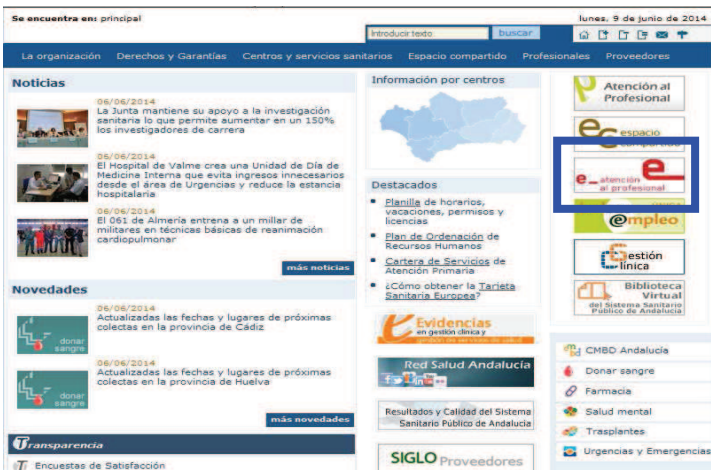 Se encuentra en: principal
lunes, 9 de junio de 2014
Introducir texto
buscar
La organización Derechos y Garantías Centros y servicios sanitarios Espacio compartido Profesionales Proveedores
Noticias
06/06/2014
La Junta mantiene su apoyo a la investigación
sanitaria lo que permite aumentar en un 150%
los investigadores de carrera
06/06/2014
El Hospital de Valme crea una Unidad de Día de
Medicina Interna que evita ingresos innecesarios
desde el área de Urgencias y reduce la estancia
hospitalaria
06/06/2014
El 061 de Almería entrena a un millar de
militares en técnicas básicas de reanimación
cardiopulmonar
más noticias
Novedades
06/06/2014
Actualizadas las fechas y lugares de próximas
colectas en la provincia de Cádiz
donar
sangre
06/06/2014
Actualizadas las fechas y lugares de próximas
colectas en la provincia de Huelva
donar
sangre
más novedades
Transparencia
Encuestas de Satisfacción
Información por centros
Destacados
Planilla de horarios,
vacaciones, permisos y
licencias
Plan de Ordenación de
Recursos Humanos
Cartera de Servicios de
Atención Primaria
¿Cómo obtener la Tarjeta
Sanitaria Europea?
Evidencias
en gestión clínica y
gestión de servicios de salud
Red Salud Andalucía
Resultados y Calidad del Sistema
Sanitario Público de Andalucía
SIGLO Proveedores
Atención al
Profesional
espacio
compartido
e_atención
al profesional
@mpleo
Gestión
clínica
Biblioteca
Virtual
del Sistema Sanitario
Público de Andalucía
CMBD Andalucía
Donar sangre
Farmacia
Salud mental
Trasplantes
Urgencias y Emergencias